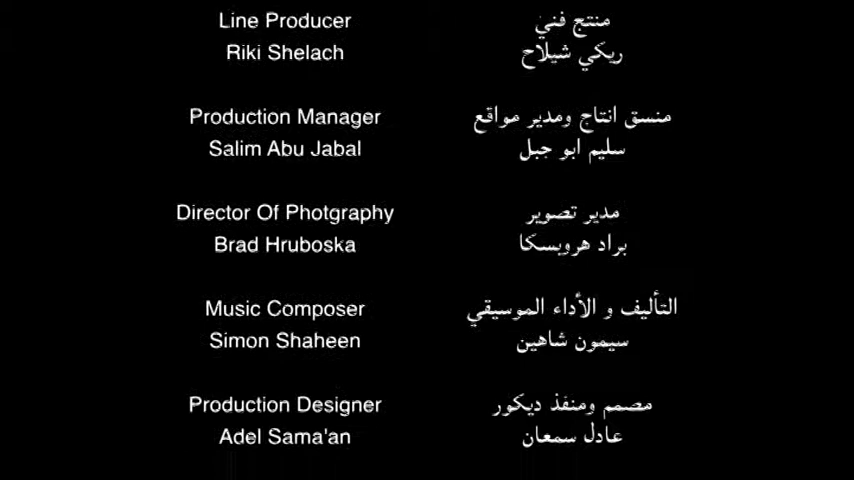 Line Producer
منتج فني
Riki Shelach
ريكي شيلاح
Production Manager
منسق انتاج ومدير مواقع
Salim Abu Jabal
سليم ابو جبل
Director Of Photgraphy
مدير تصوير
Brad Hruboska
براد هروبسكا
Music Composer
التأليف و الأداء الموسيقي
Simon Shaheen
سيمون شاهين
Production Designer
مصمم ومنفذ ديكور
Adel Sama'an
عادل سمعان